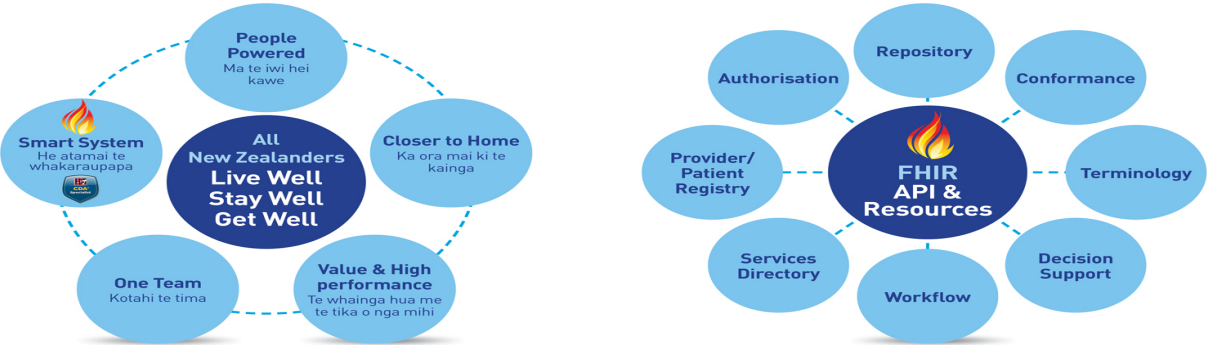 People
Powered
Ma te iwi hei
kawe
Smart System
He atamai te
whakaraupapa
CDA
Specialist
All
New Zealanders
Live Well
Stay Well
Get Well
Closer to Home
Ka ora mai ki te
kainga
One Team
Kotahi te tima
Value & High
performance
Te whainga hua me
te tika o nga mihi
Repository
Authorisation
Conformance
Provider/
Patient
Registry
FHIR
API &
Resources
Terminology
Services
Directory
Decision
Support
Workflow